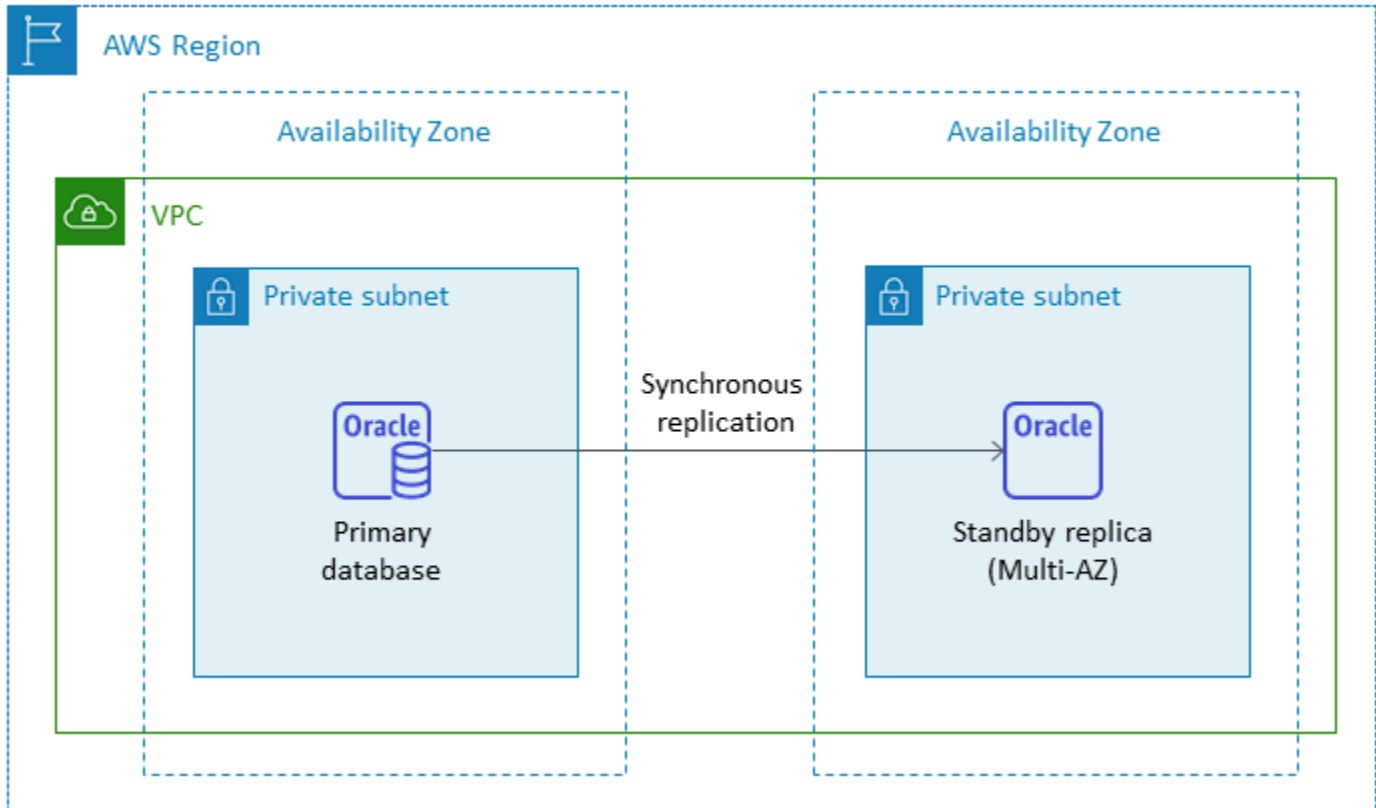 AWS Region
Availability Zone
Availability Zone
VPC
Private subnet
Private subnet
Synchronous
replication
Oracle
Oracle
Primary
database
Standby replica
(Multi-AZ)